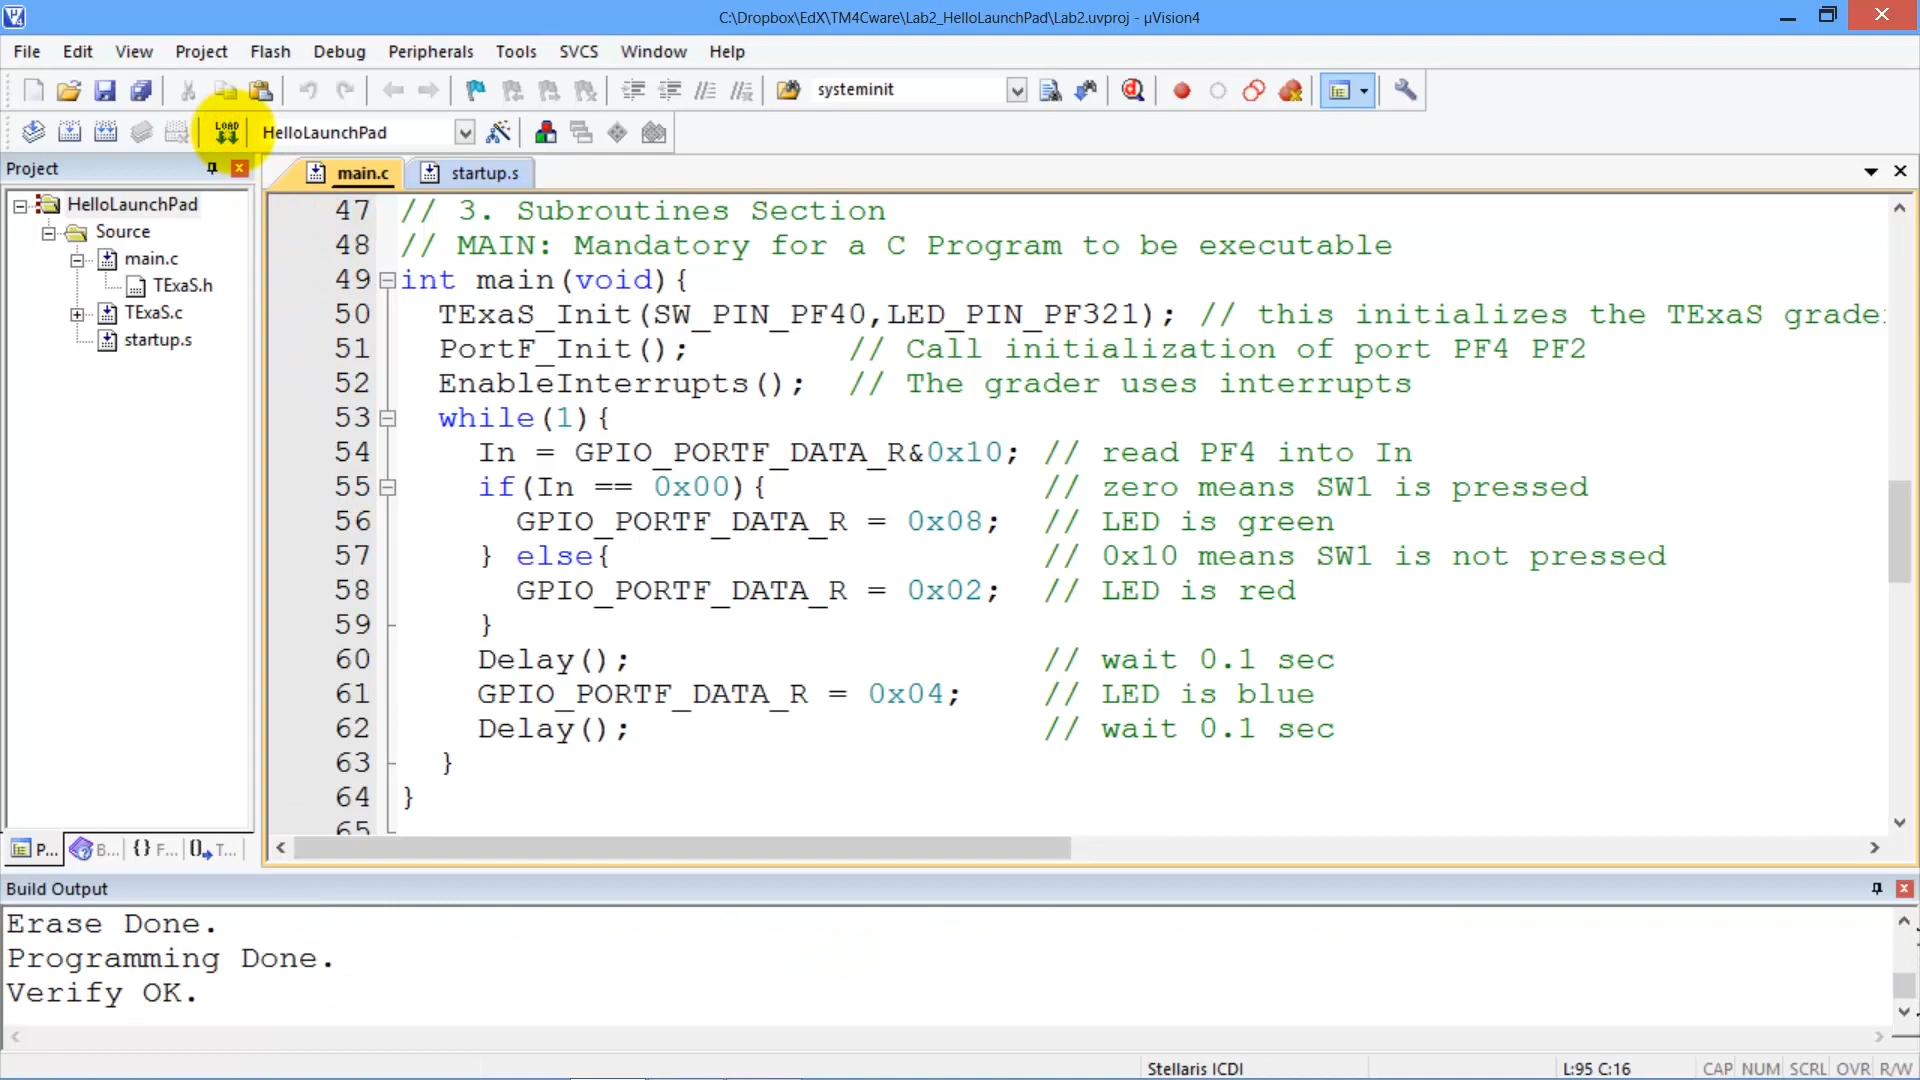 C:\Dropbox\EdX\TM4Cware\Lab2_HelloLaunchPad\Lab2.uvproj - µVision4
File Edit View Project Flash Debug Peripherals Tools SVCS Window Help
systeminit
LOAD HelloLaunchPad
Project
main.c startup.s
HelloLaunchPad
Source
main.c
TExaS.h
TExaS.c
startup.s
47 // 3. Subroutines Section
48 // MAIN: Mandatory for a C Program to be executable
49 int main(void){
50 TExaS_Init(SW_PIN_PF40,LED_PIN_PF321); // this initializes the TExaS grade
51 PortF_Init(); // Call initialization of port PF4 PF2
52 EnableInterrupts(); // The grader uses interrupts
53 while(1){
54 In = GPIO_PORTF_DATA_R&0x10; // read PF4 into In
55 if(In == 0x00){ // zero means SW1 is pressed
56 GPIO_PORTF_DATA_R = 0x08; // LED is green
57 } else{ // 0x10 means SW1 is not pressed
58 GPIO_PORTF_DATA_R = 0x02; // LED is red
59 }
60 Delay(); // wait 0.1 sec
61 GPIO_PORTF_DATA_R = 0x04; // LED is blue
62 Delay(); // wait 0.1 sec
63 }
64 }
65
P... B... {} F... T...
Build Output
Erase Done.
Programming Done.
Verify OK.
Stellaris ICDI L:95 C:16 CAP NUM SCRL OVR R/W